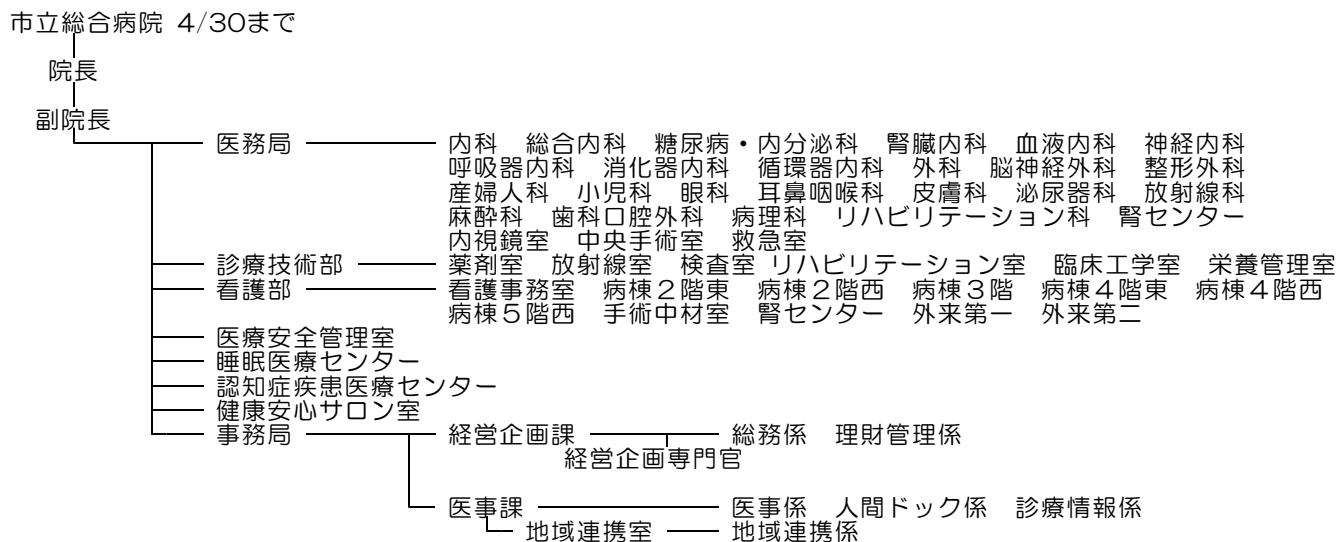 市立総合病院 4/30まで
院長
副院長
医務局 内科 総合内科 糖尿病・内分泌科 腎臓内科 血液内科 神経内科
呼吸器内科 消化器内科 循環器内科 外科 脳神経外科 整形外科
産婦人科 小児科 眼科 耳鼻咽喉科 皮膚科 泌尿器科 放射線科
麻酔科 歯科口腔外科 病理科 リハビリテーション科 腎センター
内視鏡室 中央手術室 救急室
診療技術部 薬剤室 放射線室 検査室 リハビリテーション室 臨床工学室 栄養管理室
看護部 看護事務室 病棟２階東 病棟２階西 病棟３階 病棟４階東 病棟４階西
病棟５階西 手術中材室 腎センター 外来第一 外来第二
医療安全管理室
睡眠医療センター
認知症疾患医療センター
健康安心サロン室
事務局 経営企画課 総務係 理財管理係
経営企画専門官
医事課 医事係 人間ドック係 診療情報係
地域連携室 地域連携係